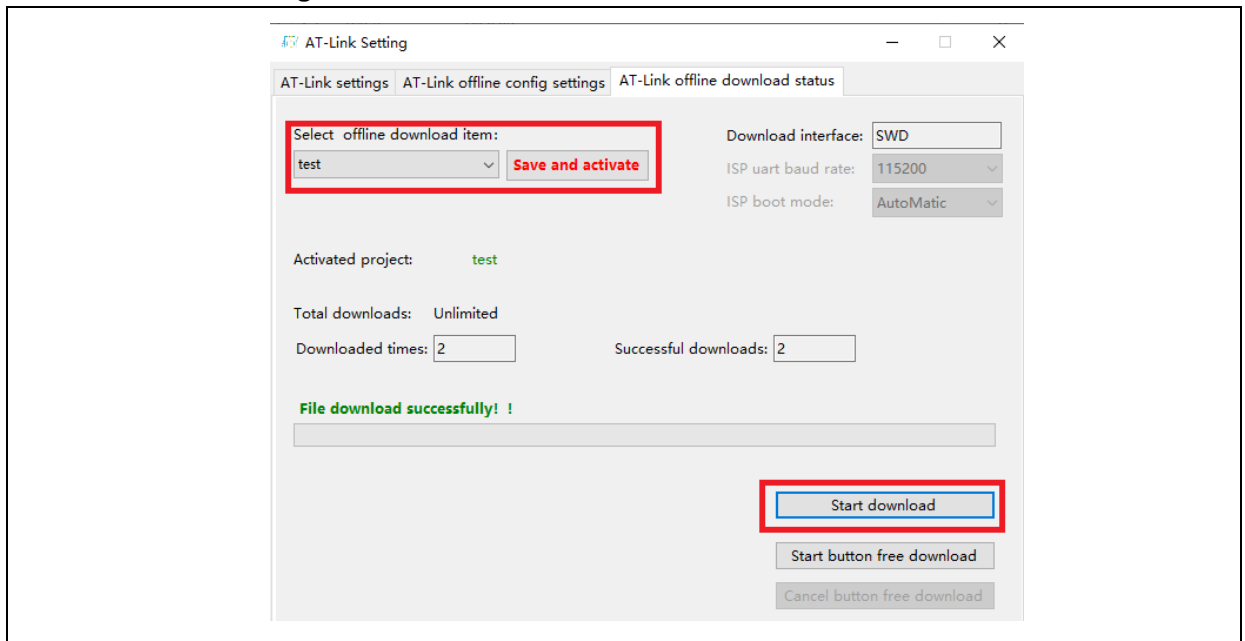 AT-Link Setting
AT-Link settings AT-Link offline config settings AT-Link offline download status
Select offline download item:
test Save and activate
Download interface: SWD
ISP uart baud rate: 115200
ISP boot mode: AutoMatic
Activated project: test
Total downloads: Unlimited
Downloaded times: 2 Successful downloads: 2
File download successfully! !
Start download
Start button free download
Cancel button free download